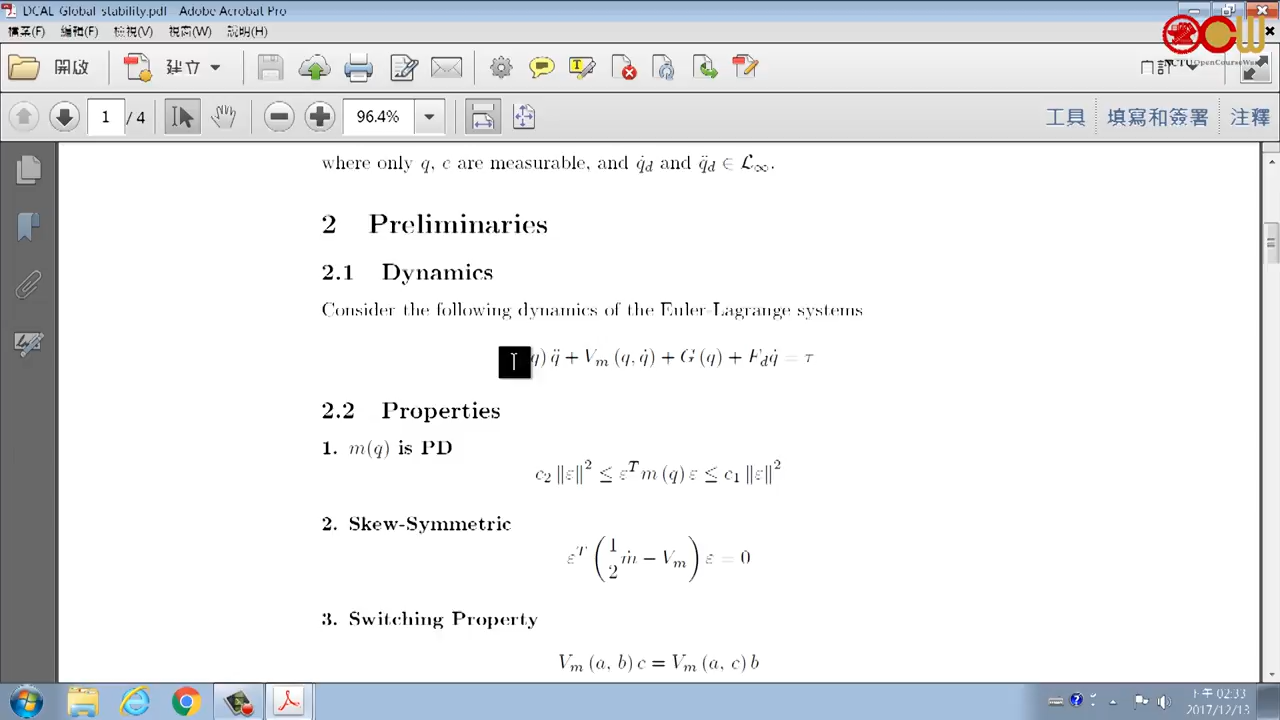 DCAL-Global-stability.pdf - Adobe Acrobat Pro
檔案(F) 編輯(E) 檢視(V) 視窗(W) 說明(H)
開啟 建立
1 / 4 96.4% 工具 填寫和簽署 注釋
where only q, c are measurable, and q̇_d and q̈_d ∈ 𝓛_∞.
2 Preliminaries
2.1 Dynamics
Consider the following dynamics of the Euler-Lagrange systems
q) q̈ + V_m (q, q̇) + G (q) + F_d q̇ = τ
2.2 Properties
1. m(q) is PD
c_2 ‖ε‖^2 ≤ ε^T m (q) ε ≤ c_1 ‖ε‖^2
2. Skew-Symmetric
ε^T (1/2 ṁ − V_m) ε = 0
3. Switching Property
V_m (a, b) c = V_m (a, c) b
下午 02:33
2017/12/13